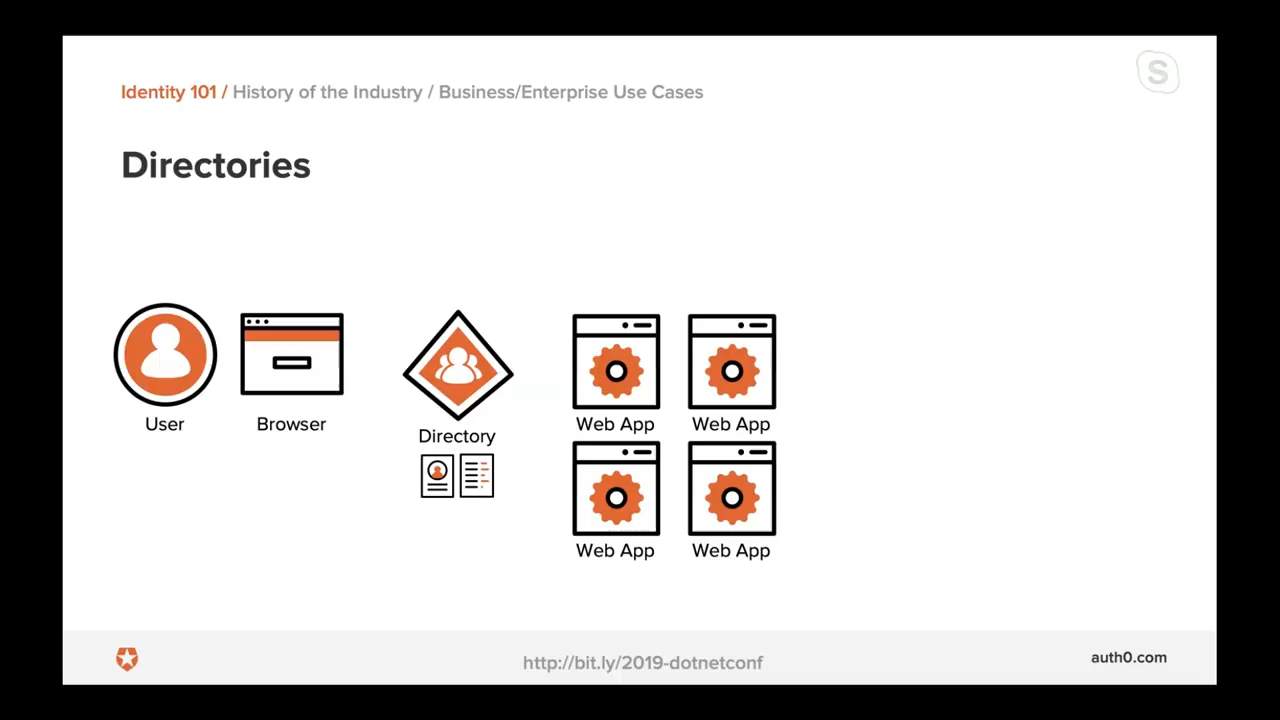 Identity 101 / History of the Industry / Business/Enterprise Use Cases
S
Directories
User
Browser
Directory
Web App
Web App
Web App
Web App
http://bit.ly/2019-dotnetconf
auth0.com